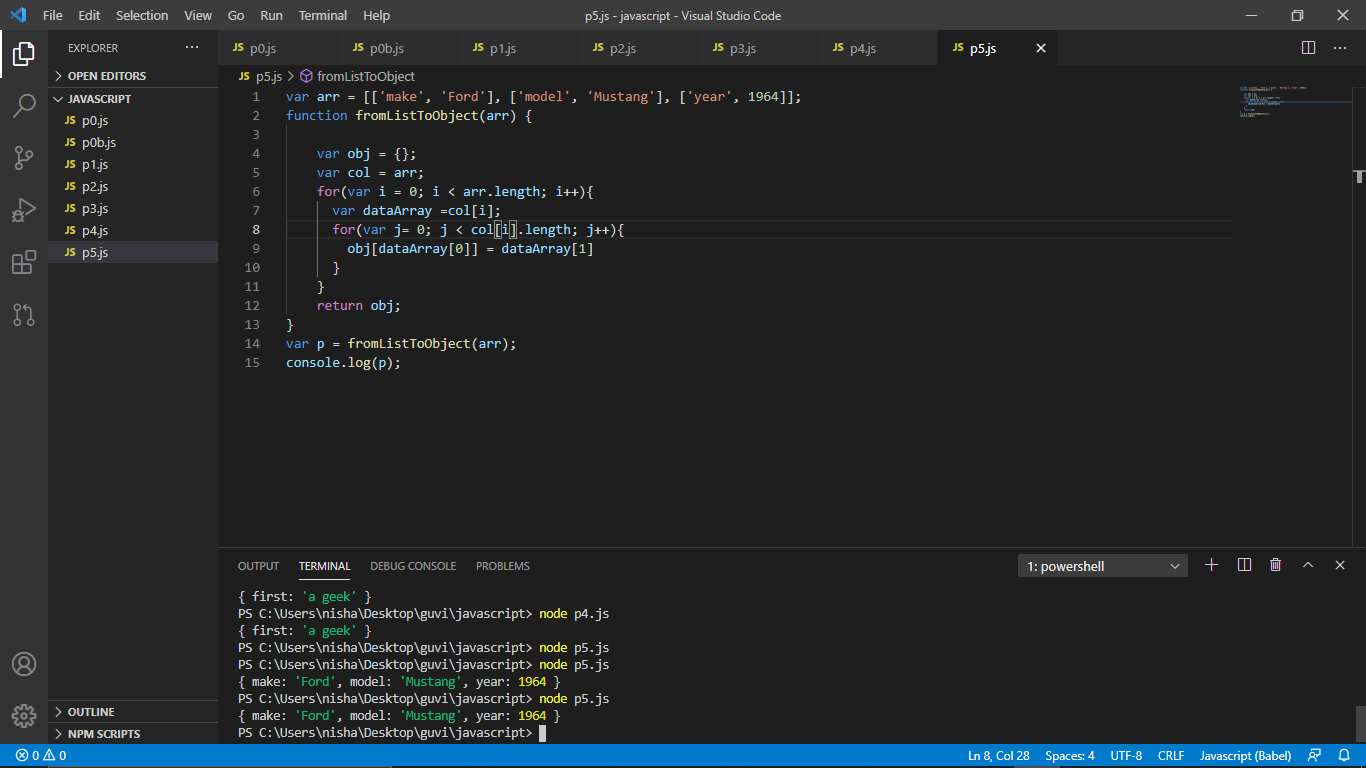 File Edit Selection View Go Run Terminal Help p5.js - javascript - Visual Studio Code
EXPLORER ...
OPEN EDITORS
JAVASCRIPT
JS p0.js
JS p0b.js
JS p1.js
JS p2.js
JS p3.js
JS p4.js
JS p5.js
OUTLINE
NPM SCRIPTS
JS p0.js JS p0b.js JS p1.js JS p2.js JS p3.js JS p4.js JS p5.js
JS p5.js > fromListToObject
1 var arr = [['make', 'Ford'], ['model', 'Mustang'], ['year', 1964]];
2 function fromListToObject(arr) {
3
4 var obj = {};
5 var col = arr;
6 for(var i = 0; i < arr.length; i++){
7 var dataArray =col[i];
8 for(var j= 0; j < col[i].length; j++){
9 obj[dataArray[0]] = dataArray[1]
10 }
11 }
12 return obj;
13 }
14 var p = fromListToObject(arr);
15 console.log(p);
OUTPUT TERMINAL DEBUG CONSOLE PROBLEMS 1: powershell
{ first: 'a geek' }
PS C:\Users\nisha\Desktop\guvi\javascript> node p4.js
{ first: 'a geek' }
PS C:\Users\nisha\Desktop\guvi\javascript> node p5.js
PS C:\Users\nisha\Desktop\guvi\javascript> node p5.js
{ make: 'Ford', model: 'Mustang', year: 1964 }
PS C:\Users\nisha\Desktop\guvi\javascript> node p5.js
{ make: 'Ford', model: 'Mustang', year: 1964 }
PS C:\Users\nisha\Desktop\guvi\javascript>
0 0 Ln 8, Col 28 Spaces: 4 UTF-8 CRLF Javascript (Babel)